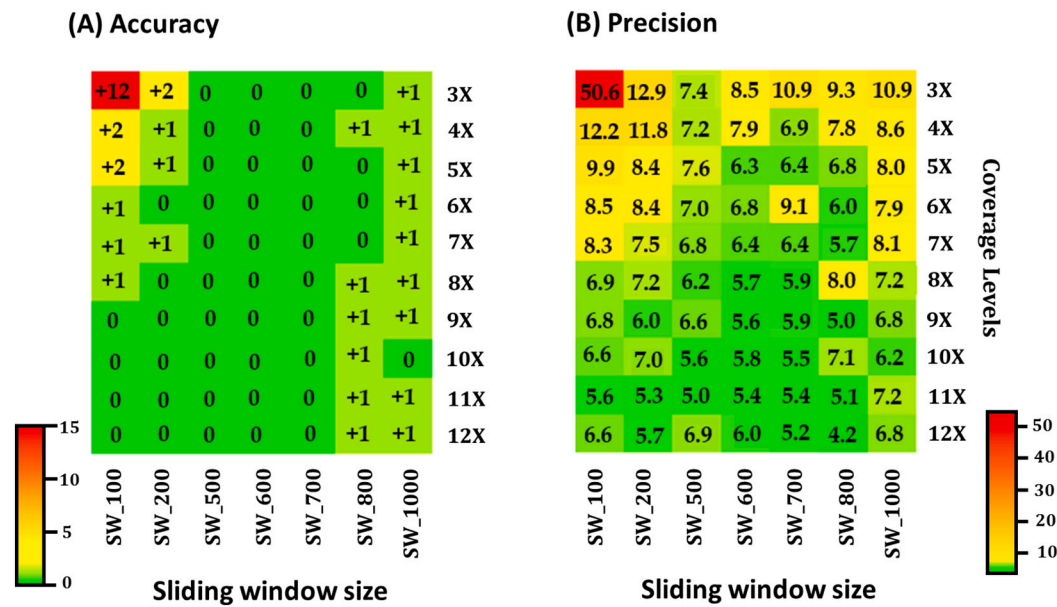 (A) Accuracy
+12 +2 0 0 0 0 +1 3X
+2 +1 0 0 0 +1 +1 4X
+2 +1 0 0 0 0 +1 5X
+1 0 0 0 0 0 +1 6X
+1 +1 0 0 0 0 +1 7X
+1 0 0 0 0 +1 +1 8X
0 0 0 0 0 +1 +1 9X
0 0 0 0 0 +1 0 10X
0 0 0 0 0 +1 +1 11X
0 0 0 0 0 +1 +1 12X
15
10
5
0
SW_100 SW_200 SW_500 SW_600 SW_700 SW_800 SW_1000
Sliding window size
(B) Precision
50.6 12.9 7.4 8.5 10.9 9.3 10.9 3X
12.2 11.8 7.2 7.9 6.9 7.8 8.6 4X
9.9 8.4 7.6 6.3 6.4 6.8 8.0 5X
8.5 8.4 7.0 6.8 9.1 6.0 7.9 6X
8.3 7.5 6.8 6.4 6.4 5.7 8.1 7X
6.9 7.2 6.2 5.7 5.9 8.0 7.2 8X
6.8 6.0 6.6 5.6 5.9 5.0 6.8 9X
6.6 7.0 5.6 5.8 5.5 7.1 6.2 10X
5.6 5.3 5.0 5.4 5.4 5.1 7.2 11X
6.6 5.7 6.9 6.0 5.2 4.2 6.8 12X
Coverage Levels
50
40
30
20
10
SW_100 SW_200 SW_500 SW_600 SW_700 SW_800 SW_1000
Sliding window size